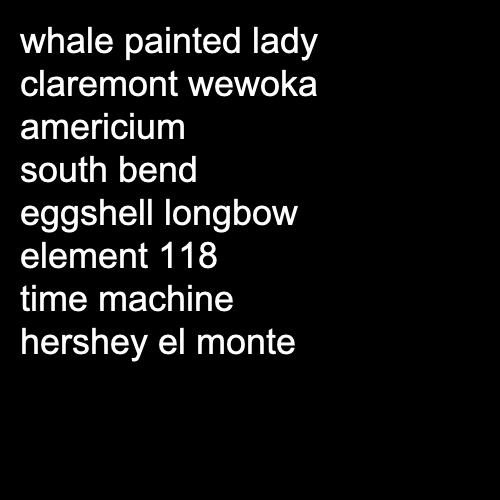 whale painted lady
claremont wewoka
americium
south bend
eggshell longbow
element 118
time machine
hershey el monte